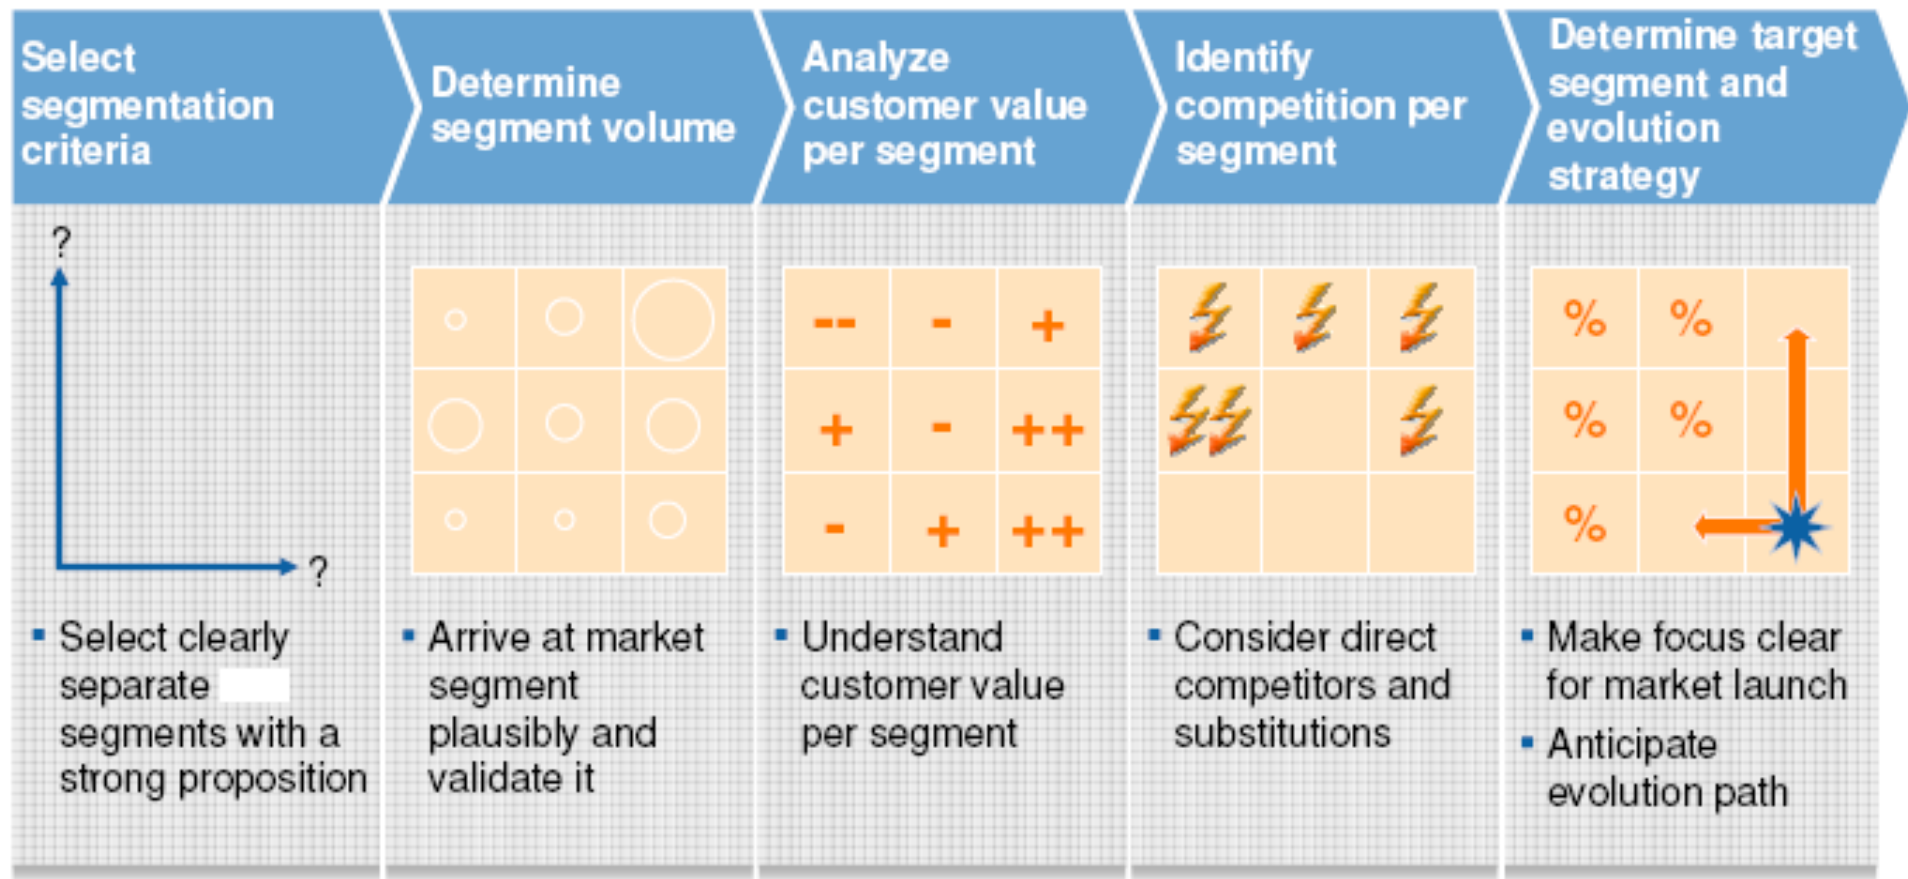 Select
segmentation
criteria
Determine
segment volume
Analyze
customer value
per segment
Identify
competition per
segment
Determine target
segment and
evolution
strategy
?
?
-- - +
+ - ++
- + ++
% %
% %
%
▪ Select clearly
separate
segments with a
strong proposition
▪ Arrive at market
segment
plausibly and
validate it
▪ Understand
customer value
per segment
▪ Consider direct
competitors and
substitutions
▪ Make focus clear
for market launch
▪ Anticipate
evolution path